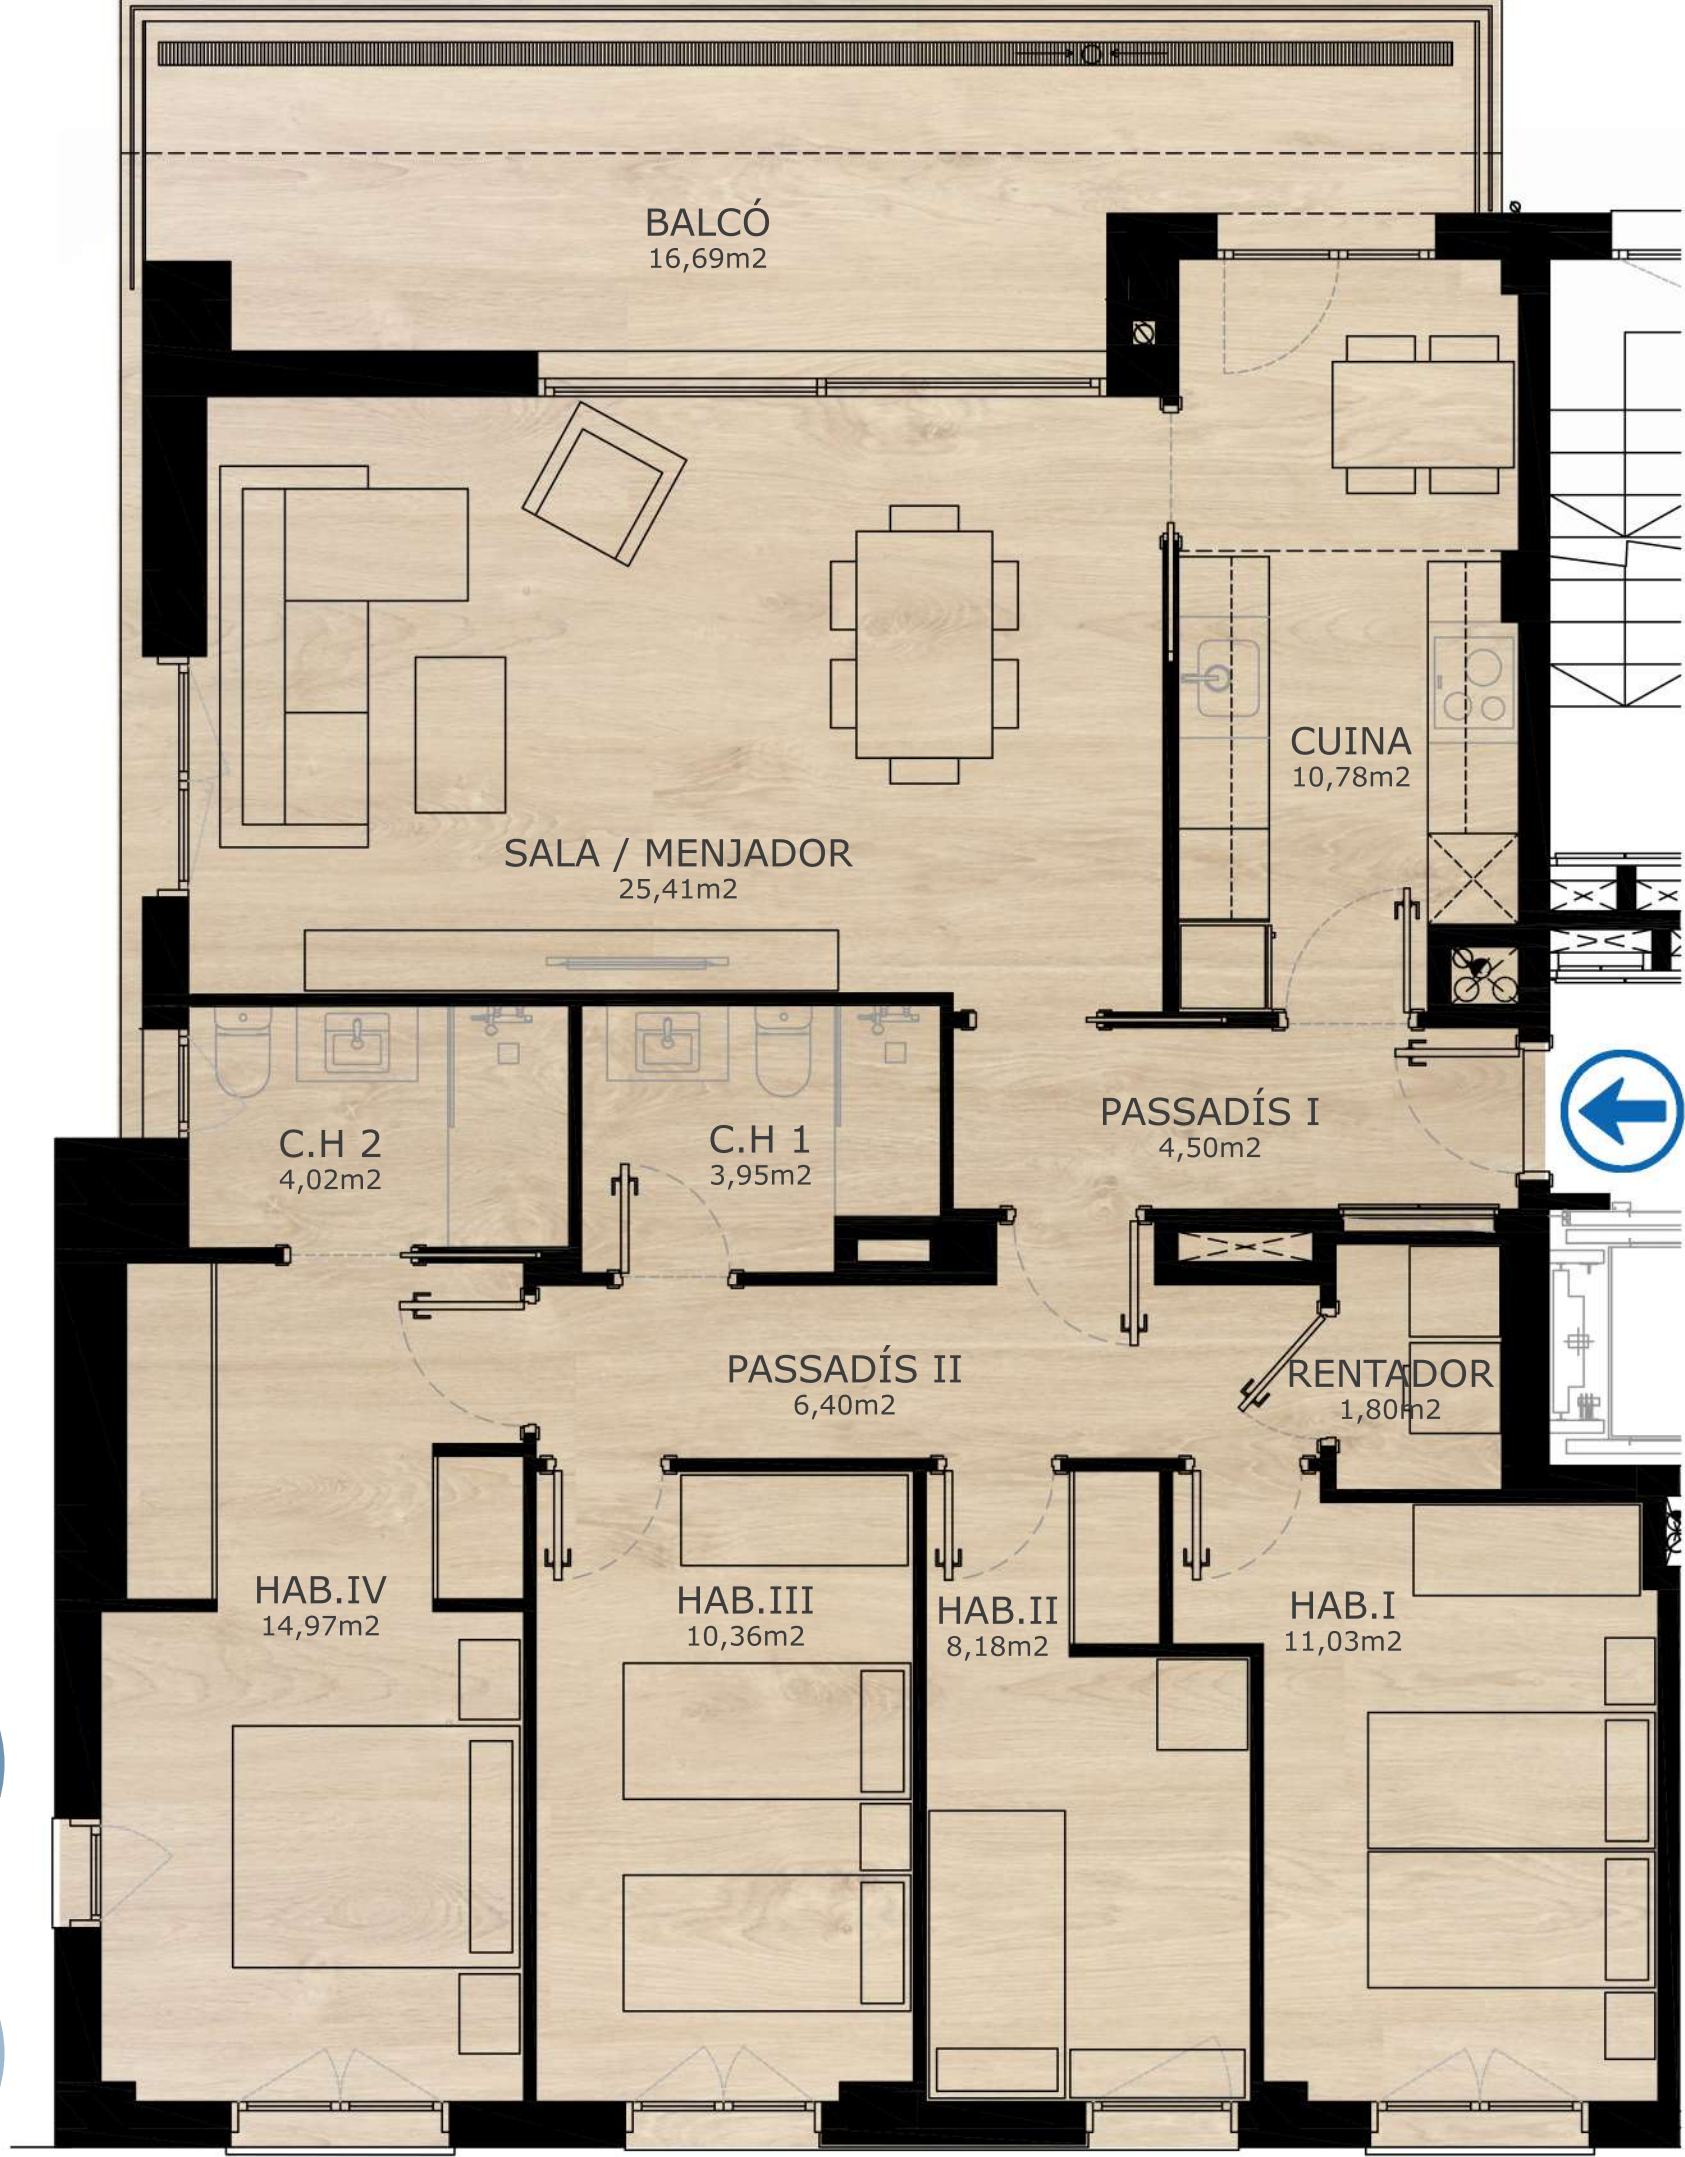 BALCÓ
16,69m2
CUINA
10,78m2
SALA / MENJADOR
25,41m2
PASSADÍS I
4,50m2
C.H 2
4,02m2
C.H 1
3,95m2
PASSADÍS II
6,40m2
RENTADOR
1,80m2
HAB.IV
14,97m2
HAB.III
10,36m2
HAB.II
8,18m2
HAB.I
11,03m2